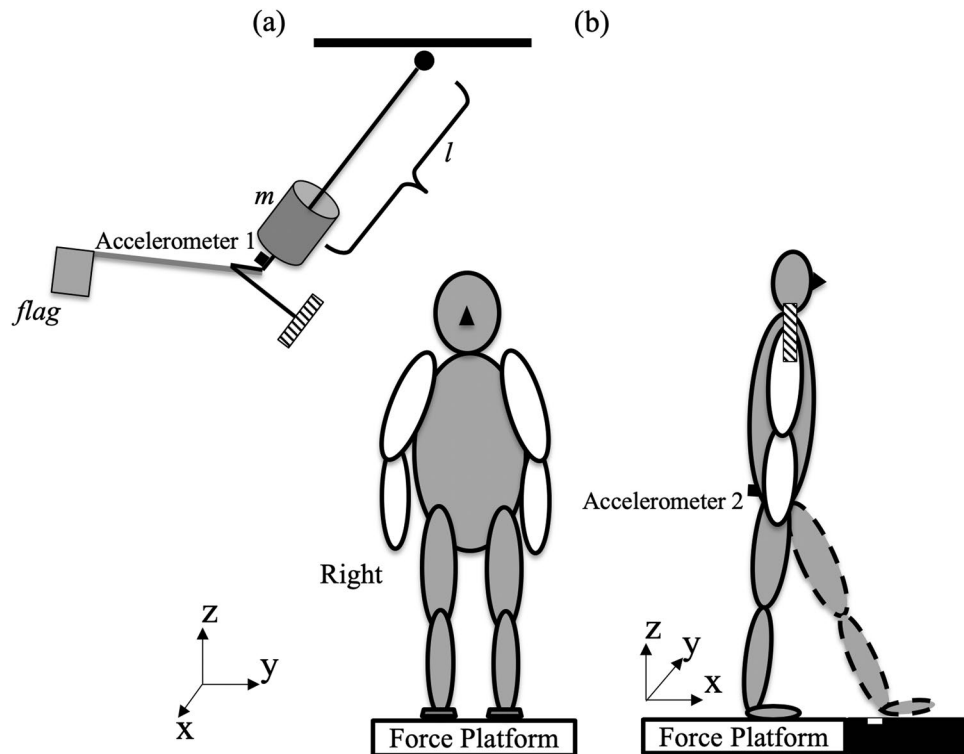 (a)
(b)
l
m
Accelerometer 1
flag
Accelerometer 2
Right
z
y
x
z
y
x
Force Platform
Force Platform